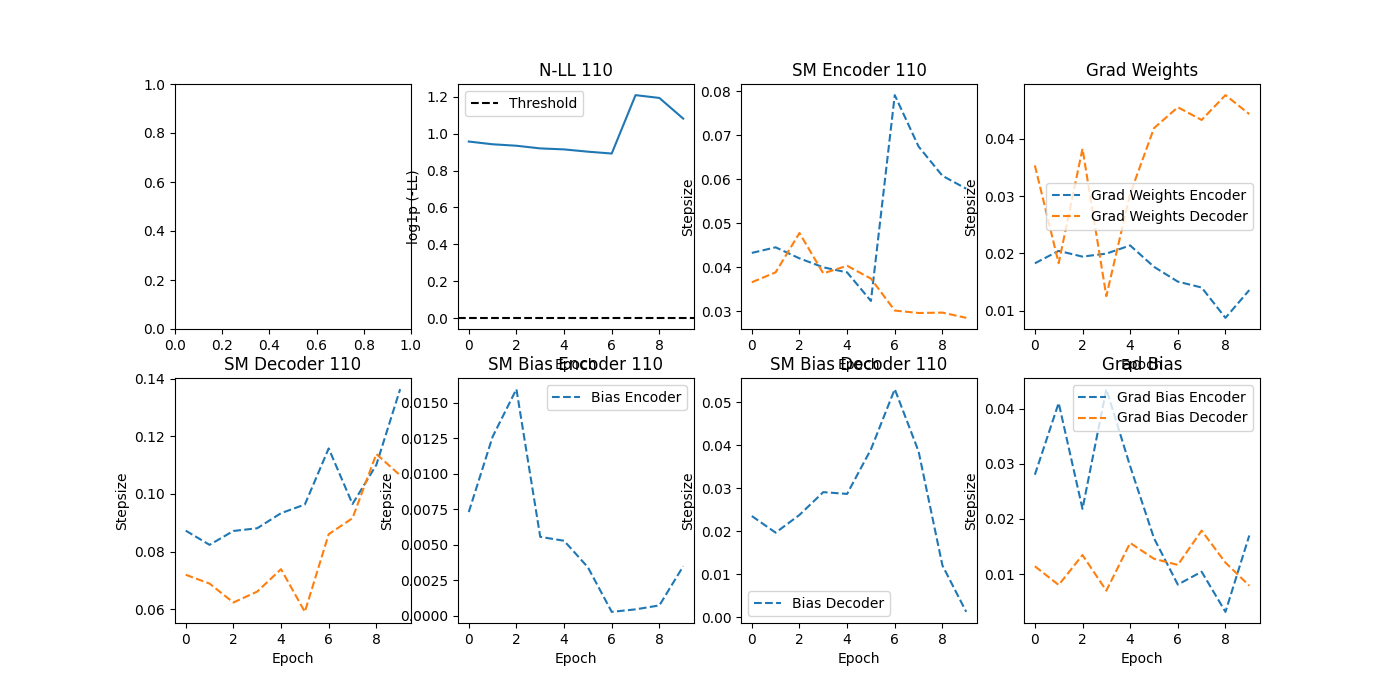 N-LL 110
SM Encoder 110
Grad Weights
1.0
0.8
0.6
0.4
0.2
0.0
0.0 0.2 0.4 0.6 0.8 1.0
log1p (-LL)
1.2
1.0
0.8
0.6
0.4
0.2
0.0
Threshold
0 2 4 6 8
Epoch
Stepsize
0.08
0.07
0.06
0.05
0.04
0.03
0 2 4 6 8
Epoch
Stepsize
0.04
0.03
0.02
0.01
Grad Weights Encoder
Grad Weights Decoder
0 2 4 6 8
Epoch
SM Decoder 110
SM Bias Encoder 110
SM Bias Decoder 110
Grad Bias
Stepsize
0.14
0.12
0.10
0.08
0.06
0 2 4 6 8
Epoch
Stepsize
0.0150
0.0125
0.0100
0.0075
0.0050
0.0025
0.0000
Bias Encoder
0 2 4 6 8
Epoch
Stepsize
0.05
0.04
0.03
0.02
0.01
0.00
Bias Decoder
0 2 4 6 8
Epoch
Stepsize
0.04
0.03
0.02
0.01
Grad Bias Encoder
Grad Bias Decoder
0 2 4 6 8
Epoch